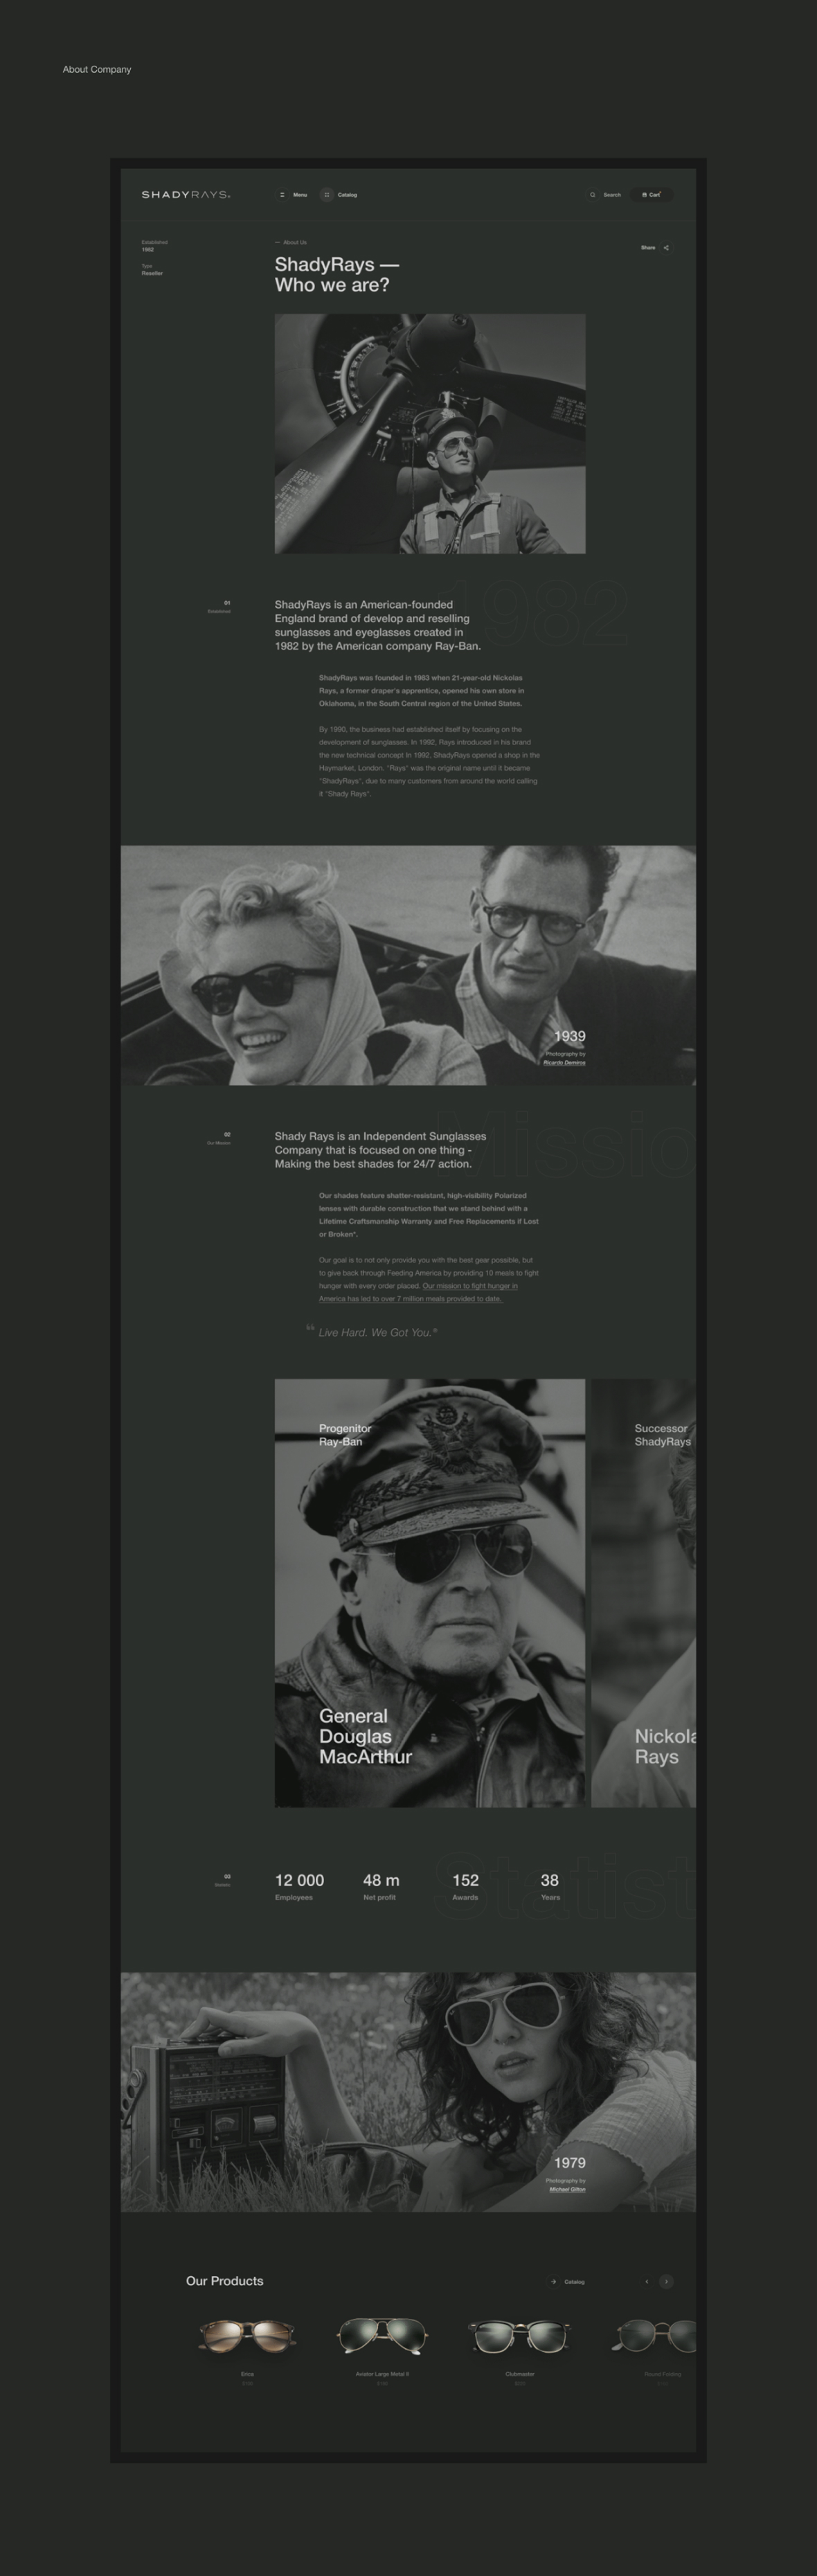 About Company
SHADYRAYS
Menu
Catalog
Search
Cart
Established
1982
Type
Reseller
— About Us
Share
ShadyRays —
Who we are?
1982
01
Established
ShadyRays is an American-founded
England brand of develop and reselling
sunglasses and eyeglasses created in
1982 by the American company Ray-Ban.
ShadyRays was founded in 1983 when 21-year-old Nickolas
Rays, a former draper's apprentice, opened his own store in
Oklahoma, in the South Central region of the United States.
By 1990, the business had established itself by focusing on the
development of sunglasses. In 1992, Rays introduced in his brand
the new technical concept In 1992, ShadyRays opened a shop in the
Haymarket, London. "Rays" was the original name until it became
"ShadyRays", due to many customers from around the world calling
it "Shady Rays".
1939
Photography by
Ricardo Demiros
Missio
02
Our Mission
Shady Rays is an Independent Sunglasses
Company that is focused on one thing -
Making the best shades for 24/7 action.
Our shades feature shatter-resistant, high-visibility Polarized
lenses with durable construction that we stand behind with a
Lifetime Craftsmanship Warranty and Free Replacements if Lost
or Broken*.
Our goal is to not only provide you with the best gear possible, but
to give back through Feeding America by providing 10 meals to fight
hunger with every order placed. Our mission to fight hunger in
America has led to over 7 million meals provided to date.
“ Live Hard. We Got You.®
Progenitor
Ray-Ban
General
Douglas
MacArthur
Successor
ShadyRays
Nickola
Rays
Statist
03
12 000
Employees
48 m
Net profit
152
Awards
38
Years
1979
Photography by
Michael Gilton
Our Products
Catalog
Erica
Aviator Large Metal II
Clubmaster
Round Folding